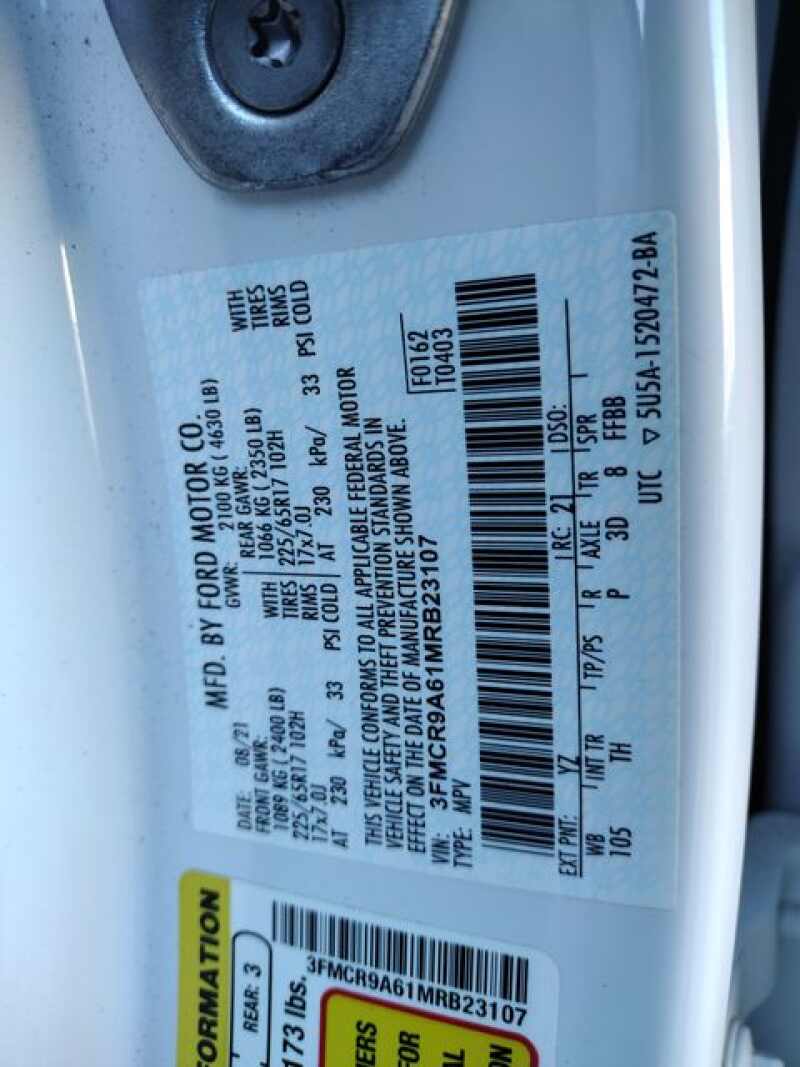 MFD. BY FORD MOTOR CO.
DATE: 08/21 GVWR: 2100 KG ( 4630 LB)
FRONT GAWR: WITH REAR GAWR: WITH
1089 KG ( 2400 LB) TIRES 1066 KG ( 2350 LB) TIRES
225/65R17 102H RIMS 225/65R17 102H RIMS
17x7.0J 17x7.0J
AT 230 kPa/ 33 PSI COLD AT 230 kPa/ 33 PSI COLD
THIS VEHICLE CONFORMS TO ALL APPLICABLE FEDERAL MOTOR
VEHICLE SAFETY AND THEFT PREVENTION STANDARDS IN
EFFECT ON THE DATE OF MANUFACTURE SHOWN ABOVE.
VIN: 3FMCR9A61MRB23107
TYPE: MPV
F0162
T0403
EXT PNT: YZ RC: 21 DSO:
WB INT TR TP/PS R AXLE TR SPR
105 TH P 3D 8 FFBB
UTC ▽ 5U5A-1520472-BA
3FMCR9A61MRB23107
REAR: 3
173 lbs.